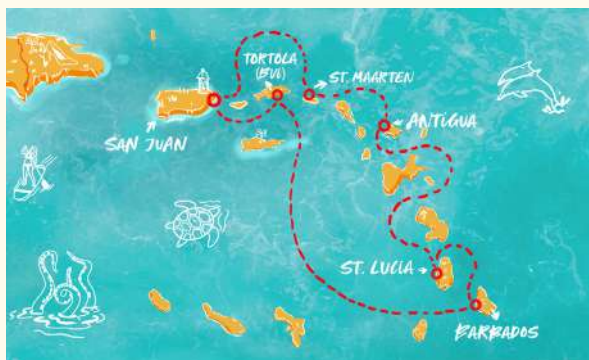 TORTOLA
(BVI)
ST. MAARTEN
ANTIGUA
SAN JUAN
ST. LUCIA
BARBADOS